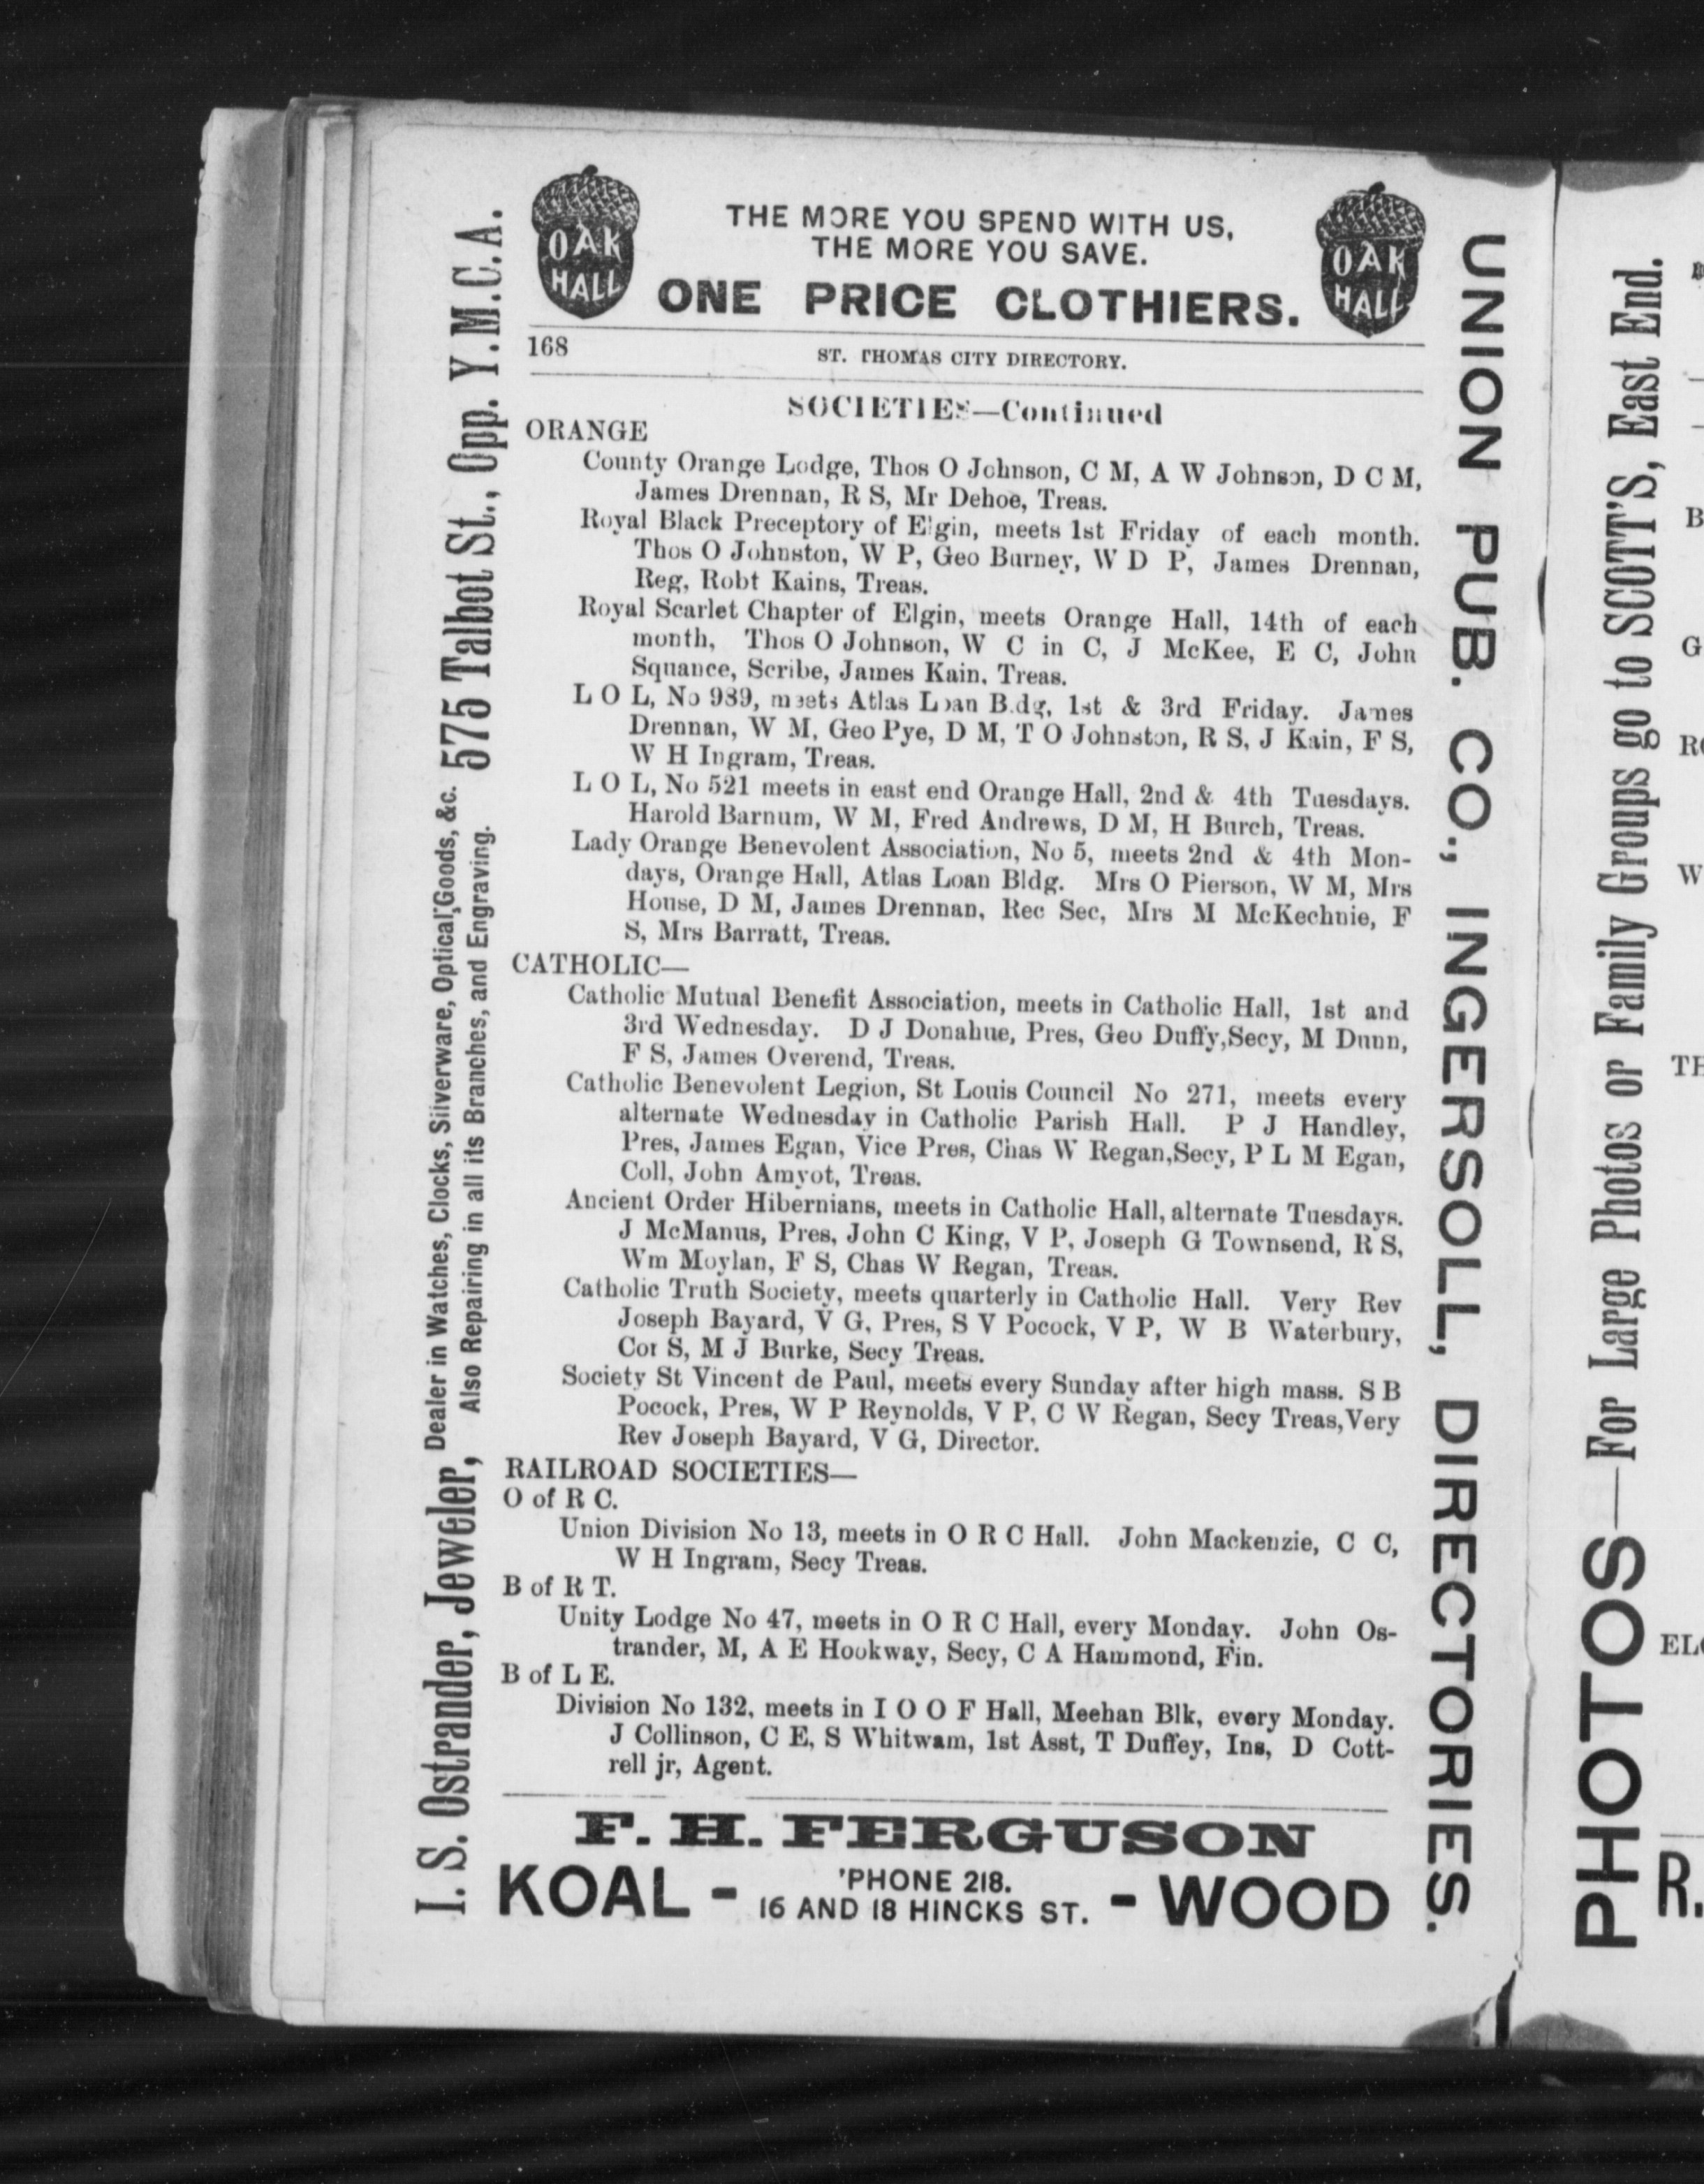 OAK
HALL
THE MORE YOU SPEND WITH US,
THE MORE YOU SAVE.
ONE PRICE CLOTHIERS.
OAK
HALL
168
ST. THOMAS CITY DIRECTORY.
SOCIETIES—Continued
ORANGE
County Orange Lodge, Thos O Johnson, C M, A W Johnson, D C M,
James Drennan, R S, Mr Dehoe, Treas.
Royal Black Preceptory of Elgin, meets 1st Friday of each month.
Thos O Johnston, W P, Geo Burney, W D P, James Drennan,
Reg, Robt Kains, Treas.
Royal Scarlet Chapter of Elgin, meets Orange Hall, 14th of each
month, Thos O Johnson, W C in C, J McKee, E C, John
Squance, Scribe, James Kain, Treas.
L O L, No 989, meets Atlas Loan Bldg, 1st & 3rd Friday. James
Drennan, W M, Geo Pye, D M, T O Johnston, R S, J Kain, F S,
W H Ingram, Treas.
L O L, No 521 meets in east end Orange Hall, 2nd & 4th Tuesdays.
Harold Barnum, W M, Fred Andrews, D M, H Burch, Treas.
Lady Orange Benevolent Association, No 5, meets 2nd & 4th Mon-
days, Orange Hall, Atlas Loan Bldg. Mrs O Pierson, W M, Mrs
House, D M, James Drennan, Rec Sec, Mrs M McKechnie, F
S, Mrs Barratt, Treas.
CATHOLIC—
Catholic Mutual Benefit Association, meets in Catholic Hall, 1st and
3rd Wednesday. D J Donahue, Pres, Geo Duffy,Secy, M Dunn,
F S, James Overend, Treas.
Catholic Benevolent Legion, St Louis Council No 271, meets every
alternate Wednesday in Catholic Parish Hall. P J Handley,
Pres, James Egan, Vice Pres, Chas W Regan,Secy, P L M Egan,
Coll, John Amyot, Treas.
Ancient Order Hibernians, meets in Catholic Hall, alternate Tuesdays.
J McManus, Pres, John C King, V P, Joseph G Townsend, R S,
Wm Moylan, F S, Chas W Regan, Treas.
Catholic Truth Society, meets quarterly in Catholic Hall. Very Rev
Joseph Bayard, V G, Pres, S V Pocock, V P, W B Waterbury,
Cor S, M J Burke, Secy Treas.
Society St Vincent de Paul, meets every Sunday after high mass. S B
Pocock, Pres, W P Reynolds, V P, C W Regan, Secy Treas,Very
Rev Joseph Bayard, V G, Director.
RAILROAD SOCIETIES—
O of R C.
Union Division No 13, meets in O R C Hall. John Mackenzie, C C,
W H Ingram, Secy Treas.
B of R T.
Unity Lodge No 47, meets in O R C Hall, every Monday. John Os-
trander, M, A E Hookway, Secy, C A Hammond, Fin.
B of L E.
Division No 132, meets in I O O F Hall, Meehan Blk, every Monday.
J Collinson, C E, S Whitwam, 1st Asst, T Duffey, Ins, D Cott-
rell jr, Agent.
F. H. FERGUSON
KOAL - 'PHONE 218. - WOOD
16 AND 18 HINCKS ST.
I. S. Ostrander, Jeweler, Dealer in Watches, Clocks, Silverware, Optical Goods, &c. 575 Talbot St., Opp. Y.M.C.A.
Also Repairing in all its Branches, and Engraving.
UNION PUB. CO., INGERSOLL, DIRECTORIES.
PHOTOS—For Large Photos or Family Groups go to SCOTT'S, East End.
B
G
W
TH
R.